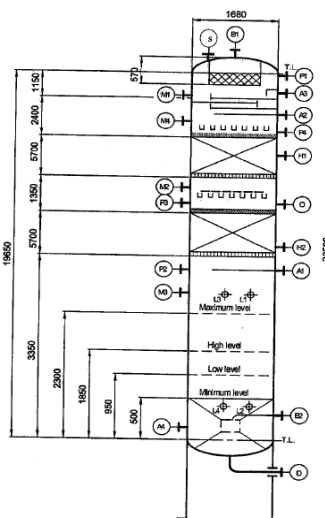 1680
S
B1
T.L.
570
P1
1150
M1
A3
2400
A2
M4
P4
5700
H1
1350
M2
P3
O
19650
5700
H2
P2
A1
M3
L3
L1
Maximum level
3350
2300
High level
1850
Low level
950
Minimum level
500
L4
L2
B2
A4
T.L.
D